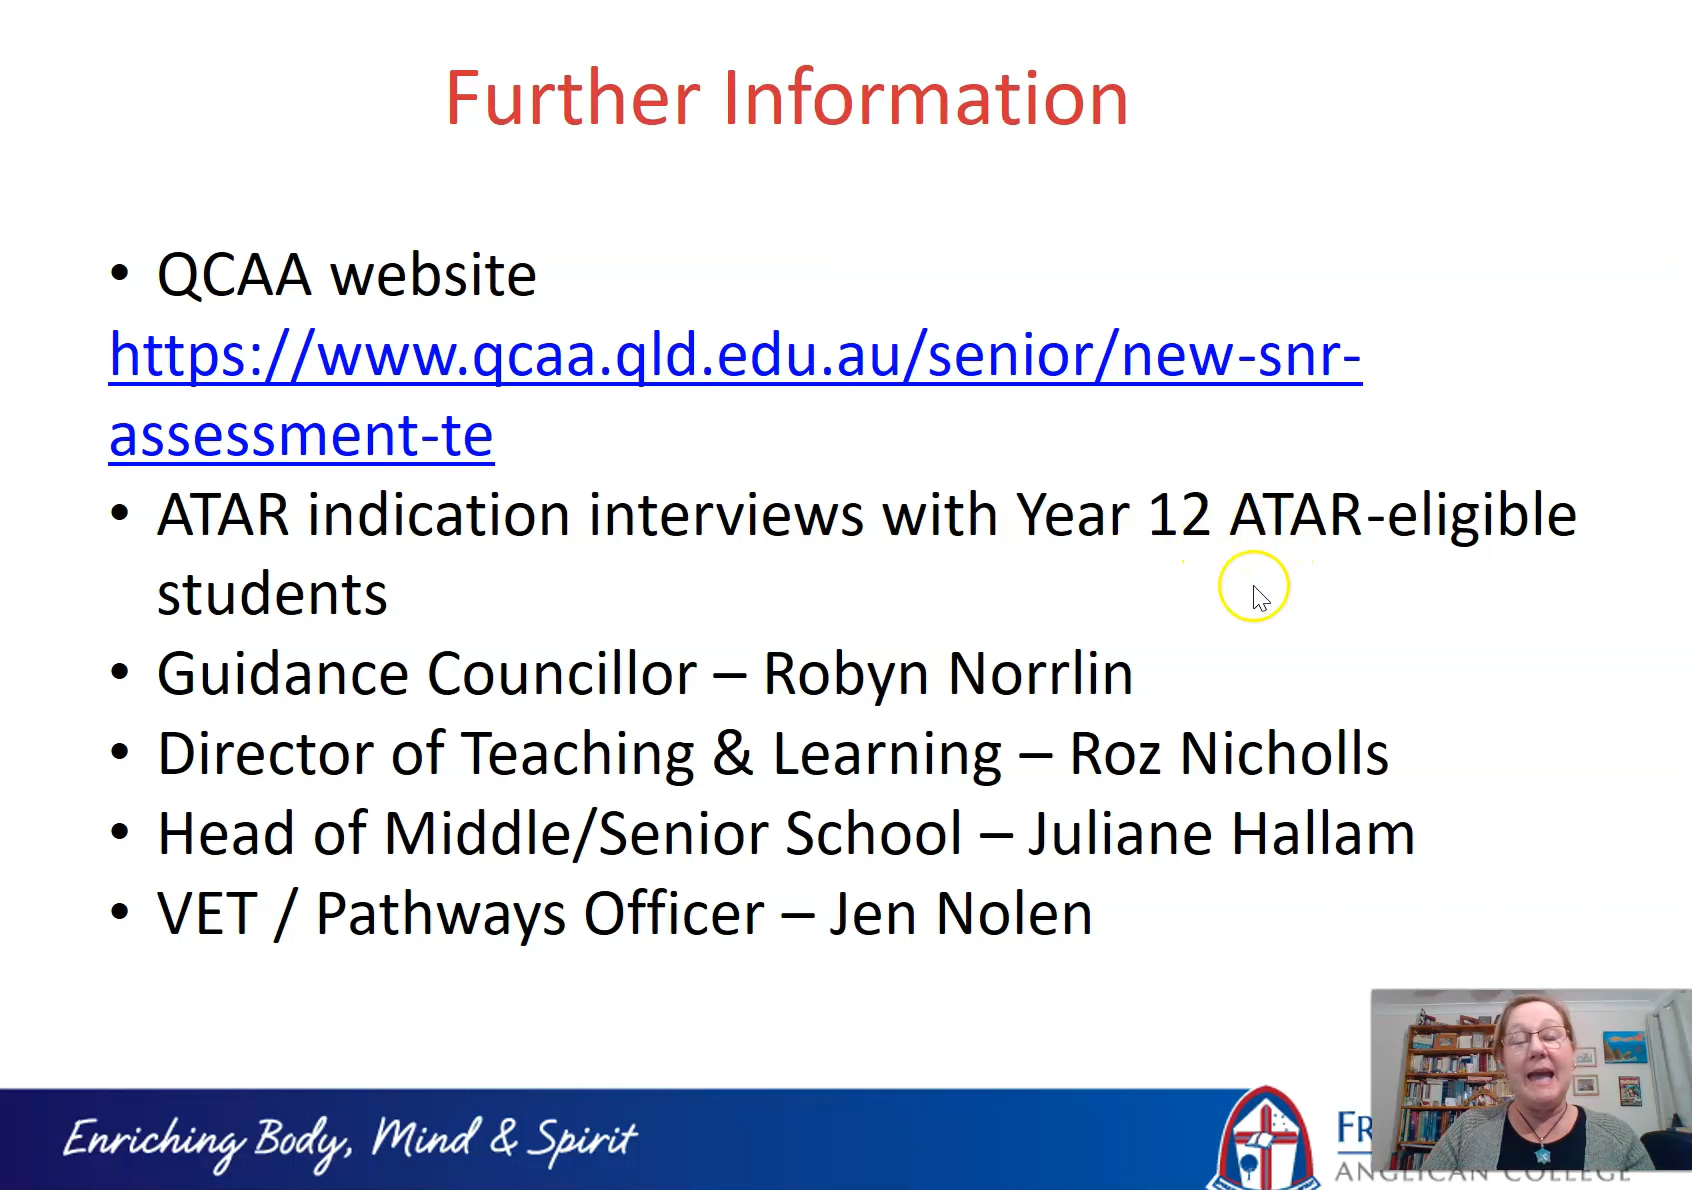 Further Information
• QCAA website
https://www.qcaa.qld.edu.au/senior/new-snr-
assessment-te
• ATAR indication interviews with Year 12 ATAR-eligible
students
• Guidance Councillor – Robyn Norrlin
• Director of Teaching & Learning – Roz Nicholls
• Head of Middle/Senior School – Juliane Hallam
• VET / Pathways Officer – Jen Nolen
Enriching Body, Mind & Spirit
ANGLICAN COLLEGE